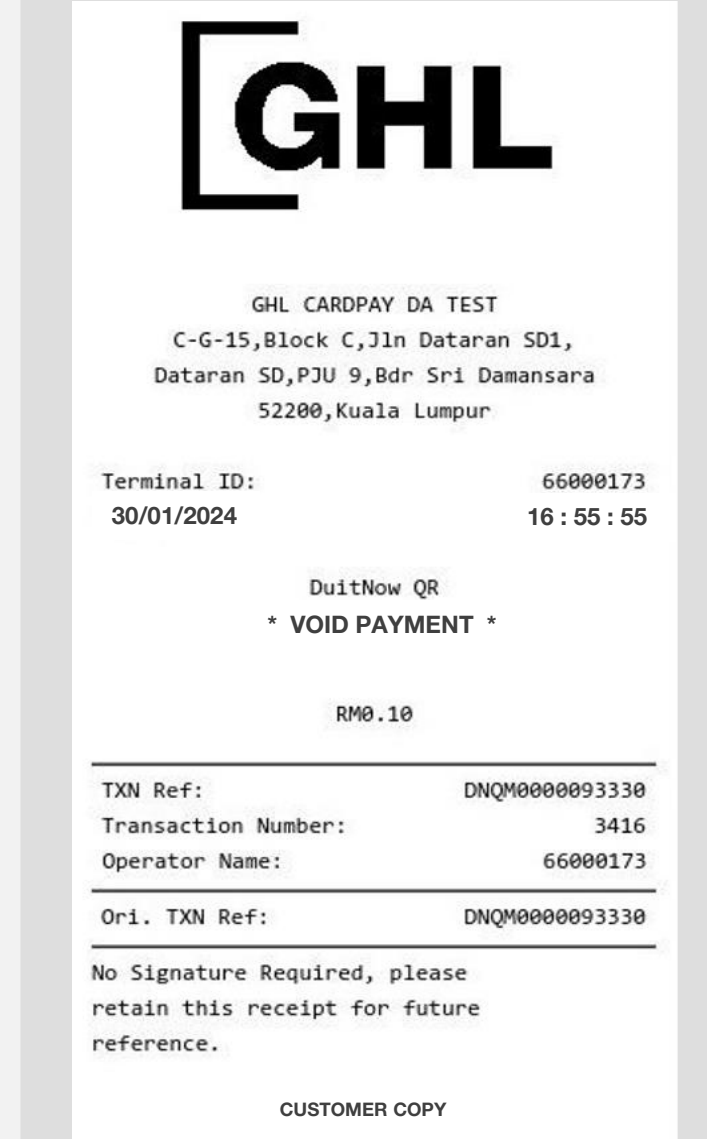 GHL
GHL CARDPAY DA TEST
C-G-15,Block C,Jln Dataran SD1,
Dataran SD,PJU 9,Bdr Sri Damansara
52200,Kuala Lumpur
Terminal ID: 66000173
30/01/2024 16 : 55 : 55
DuitNow QR
* VOID PAYMENT *
RM0.10
TXN Ref: DNQM0000093330
Transaction Number: 3416
Operator Name: 66000173
Ori. TXN Ref: DNQM0000093330
No Signature Required, please
retain this receipt for future
reference.
CUSTOMER COPY